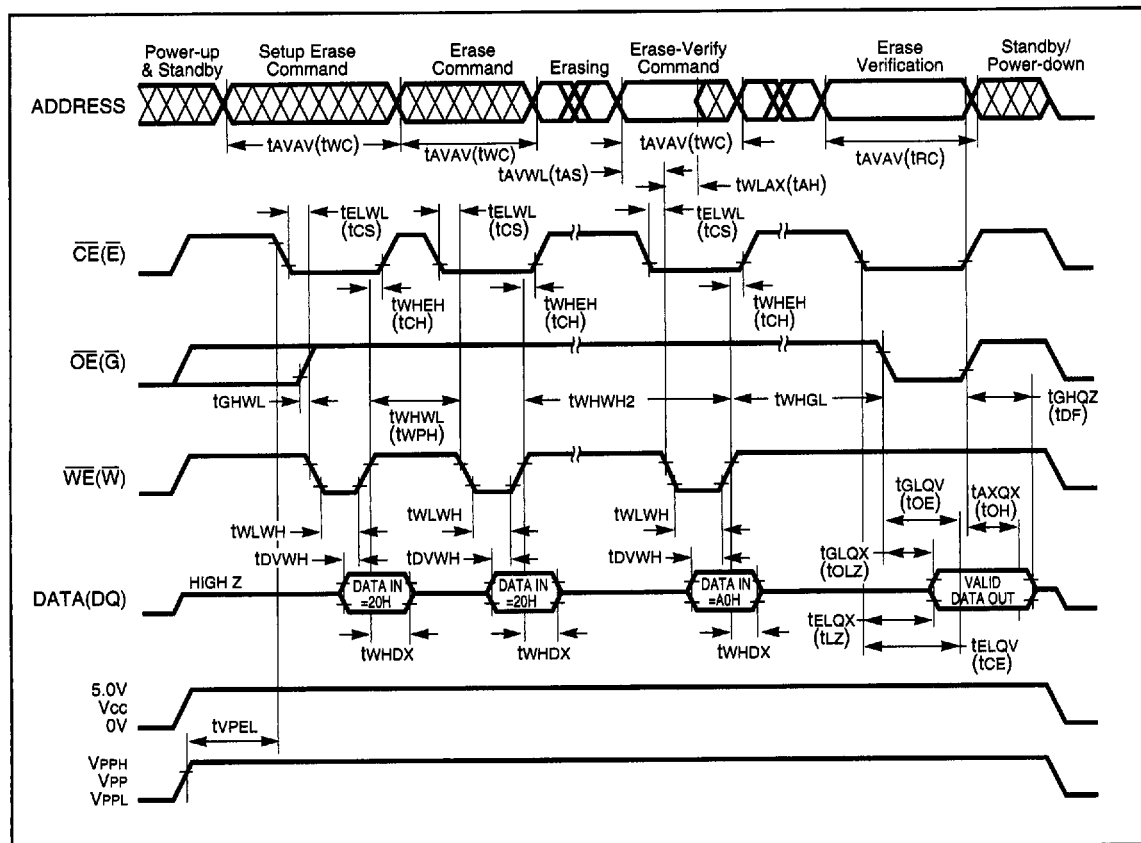 Power-up & Standby
Setup Erase Command
Erase Command
Erasing
Erase-Verify Command
Erase Verification
Standby/ Power-down
ADDRESS
tAVAV(tWC)
tAVAV(tWC)
tAVAV(tWC)
tAVAV(tRC)
tAVWL(tAS)
tWLAX(tAH)
tELWL (tCS)
tELWL (tCS)
tELWL (tCS)
CE(E)
tWHEH (tCH)
tWHEH (tCH)
tWHEH (tCH)
OE(G)
tGHWL
tWHWL (tWPH)
tWHWH2
tWHGL
tGHQZ (tDF)
WE(W)
tWLWH
tWLWH
tWLWH
tGLQV (tOE)
tAXQX (tOH)
tDVWH
tDVWH
tDVWH
tGLQX (tOLZ)
HIGH Z
DATA(DQ)
DATA IN =20H
DATA IN =20H
DATA IN =A0H
VALID DATA OUT
tWHDX
tWHDX
tWHDX
tELQX (tLZ)
tELQV (tCE)
5.0V
VCC
0V
tVPEL
VPPH
VPP
VPPL